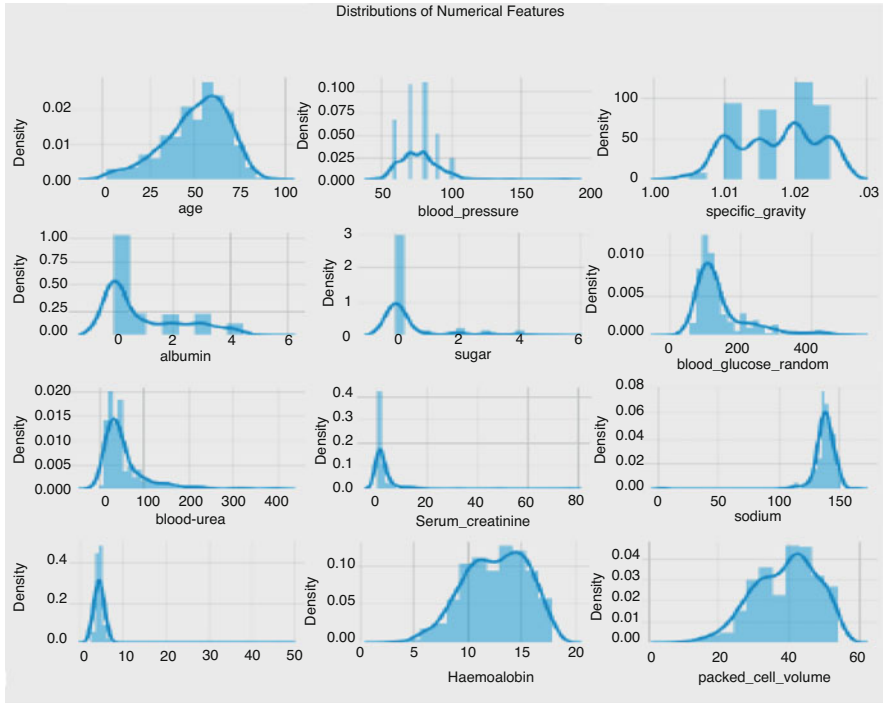 Distributions of Numerical Features
Density
0.02
0.01
0.00
0 25 50 75 100
age
Density
0.100
0.075
0.050
0.025
0.000
50 100 150 200
blood_pressure
Density
100
50
0
1.00 1.01 1.02 .03
specific_gravity
Density
1.00
0.75
0.50
0.25
0.00
0 2 4 6
albumin
Density
3
2
1
0
0 2 4 6
sugar
Density
0.010
0.005
0.000
0 200 400
blood_glucose_random
Density
0.020
0.015
0.010
0.005
0.000
0 100 200 300 400
blood-urea
Density
0.4
0.3
0.2
0.1
0.0
0 20 40 60 80
Serum_creatinine
Density
0.08
0.06
0.04
0.02
0.00
0 50 100 150
sodium
Density
0.4
0.2
0.0
0 10 20 30 40 50
Density
0.10
0.05
0.00
0 5 10 15 20
Haemoalobin
Density
0.04
0.03
0.02
0.01
0.00
0 20 40 60
packed_cell_volume